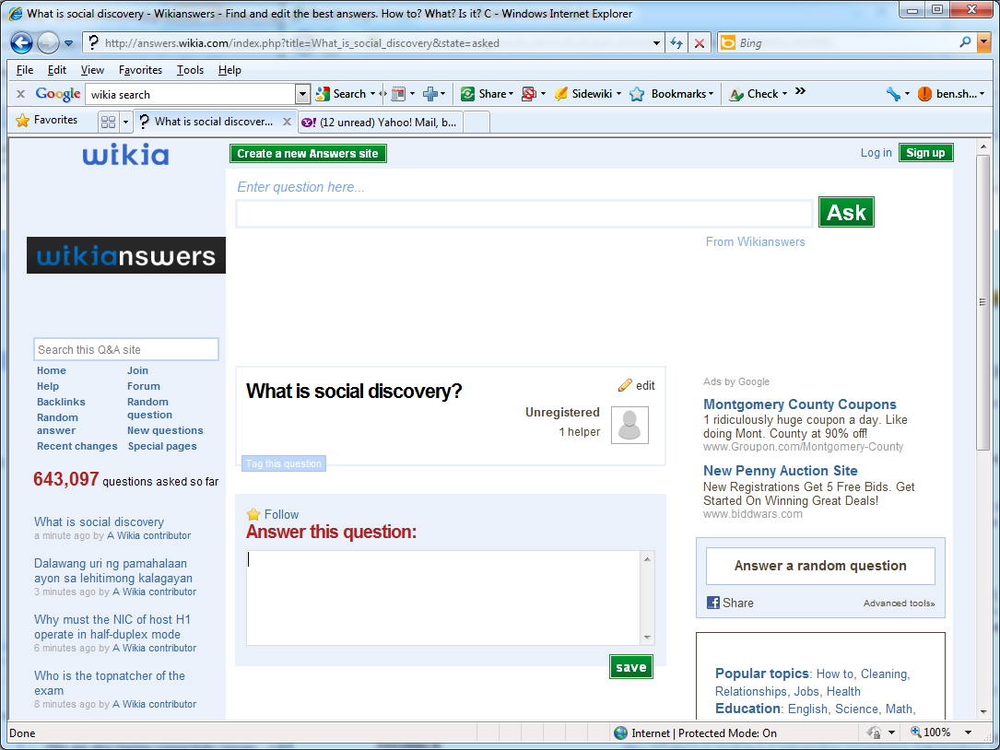 What is social discovery - Wikianswers - Find and edit the best answers. How to? What? Is it? C - Windows Internet Explorer
http://answers.wikia.com/index.php?title=What_is_social_discovery&state=asked
Bing
File Edit View Favorites Tools Help
Google wikia search Search Share Sidewiki Bookmarks Check ben.sh...
Favorites What is social discover... (12 unread) Yahoo! Mail, b...
wikia
Create a new Answers site
Log in Sign up
Enter question here...
Ask
From Wikianswers
wikianswers
Search this Q&A site
Home Join
Help Forum
Backlinks Random question
Random answer New questions
Recent changes Special pages
643,097 questions asked so far
What is social discovery
a minute ago by A Wikia contributor
Dalawang uri ng pamahalaan
ayon sa lehitimong kalagayan
3 minutes ago by A Wikia contributor
Why must the NIC of host H1
operate in half-duplex mode
6 minutes ago by A Wikia contributor
Who is the topnatcher of the
exam
8 minutes ago by A Wikia contributor
What is social discovery?
edit
Unregistered
1 helper
Tag this question
Follow
Answer this question:
save
Ads by Google
Montgomery County Coupons
1 ridiculously huge coupon a day. Like
doing Mont. County at 90% off!
www.Groupon.com/Montgomery-County
New Penny Auction Site
New Registrations Get 5 Free Bids. Get
Started On Winning Great Deals!
www.biddwars.com
Answer a random question
Share Advanced tools»
Popular topics: How to, Cleaning,
Relationships, Jobs, Health
Education: English, Science, Math,
Done Internet | Protected Mode: On 100%